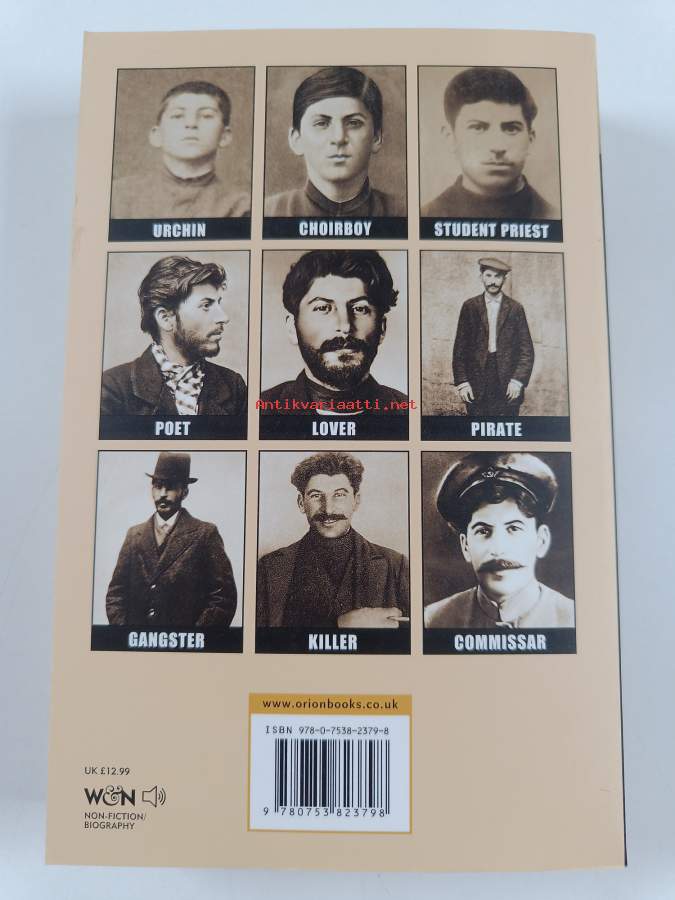 URCHIN
CHOIRBOY
STUDENT PRIEST
POET
LOVER
PIRATE
Antikvariaatti.net
GANGSTER
KILLER
COMMISSAR
www.orionbooks.co.uk
ISBN 978-0-7538-2379-8
9 780753 823798
UK £12.99
W&N
NON-FICTION/
BIOGRAPHY